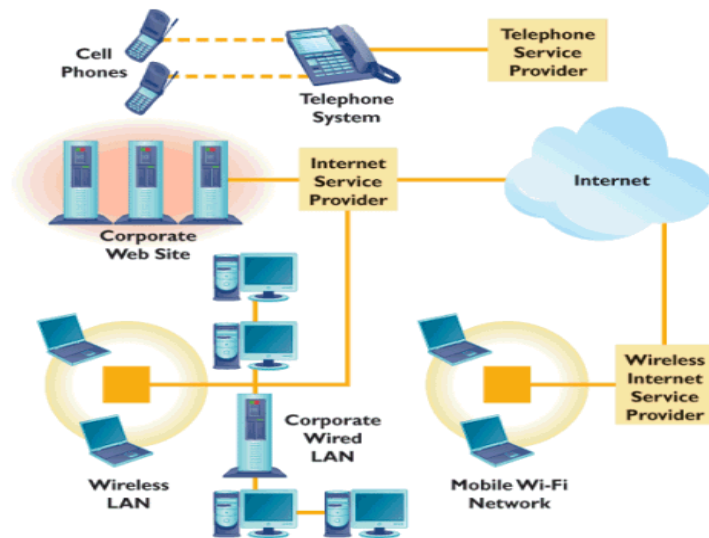 Cell
Phones
Telephone
System
Telephone
Service
Provider
Internet
Service
Provider
Internet
Corporate
Web Site
Wireless
LAN
Corporate
Wired
LAN
Mobile Wi-Fi
Network
Wireless
Internet
Service
Provider